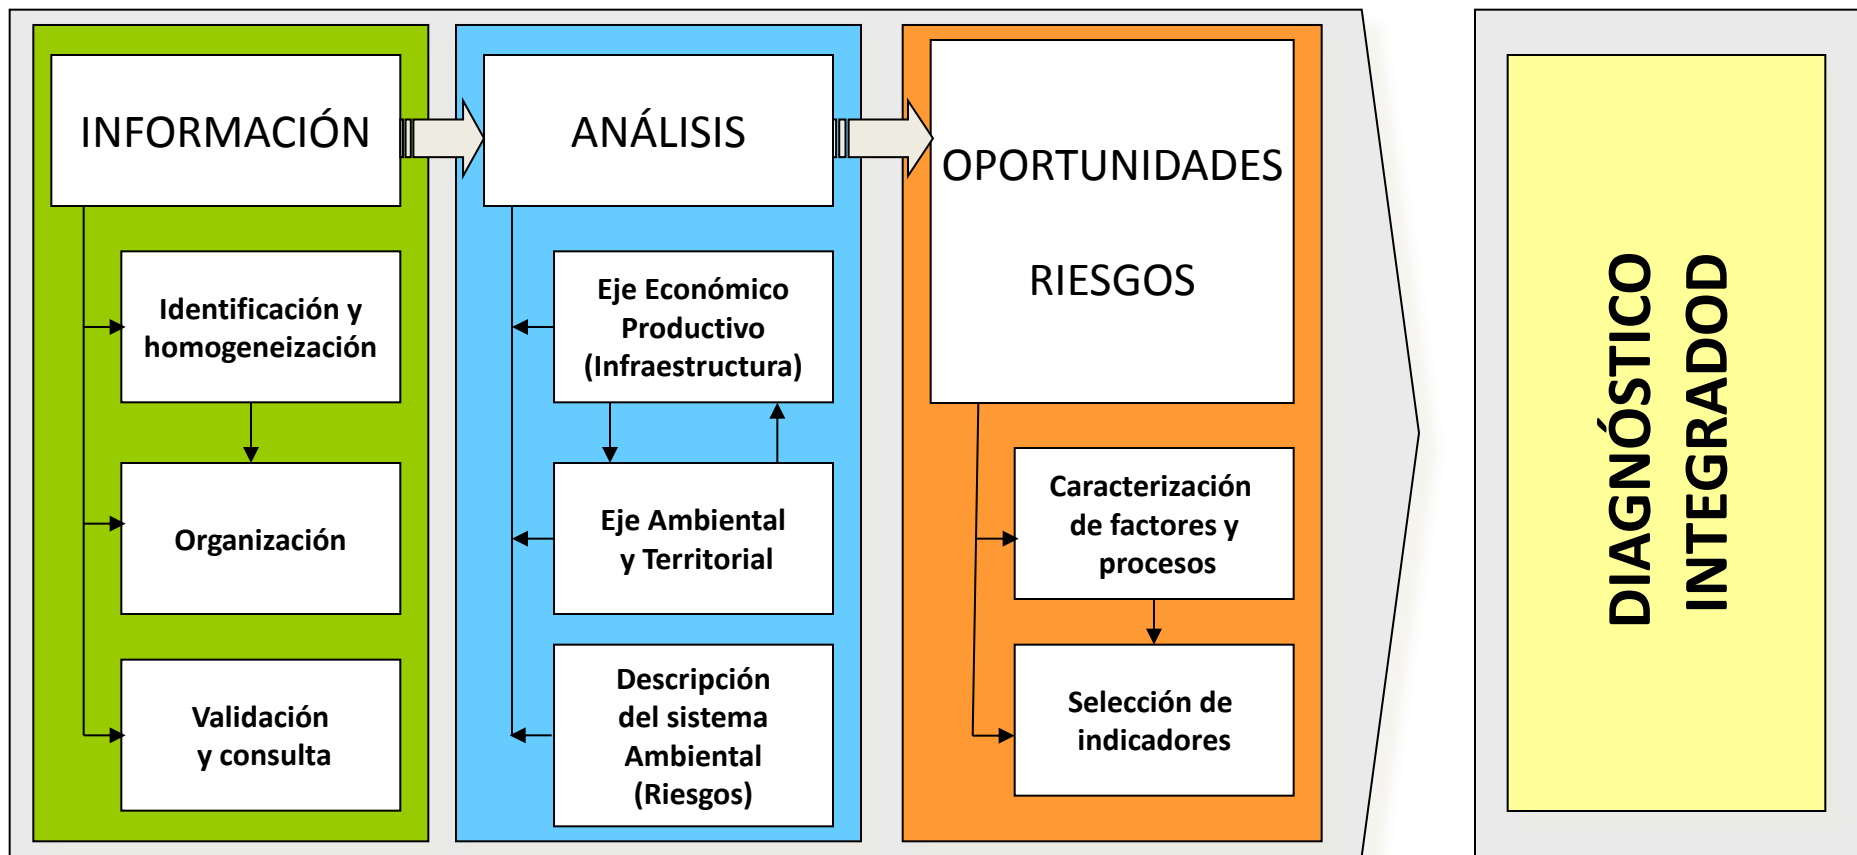 INFORMACIÓN
Identificación y
homogeneización
Organización
Validación
y consulta
ANÁLISIS
Eje Económico
Productivo
(Infraestructura)
Eje Ambiental
y Territorial
Descripción
del sistema
Ambiental
(Riesgos)
OPORTUNIDADES
RIESGOS
Caracterización
de factores y
procesos
Selección de
indicadores
DIAGNÓSTICO
INTEGRADOD